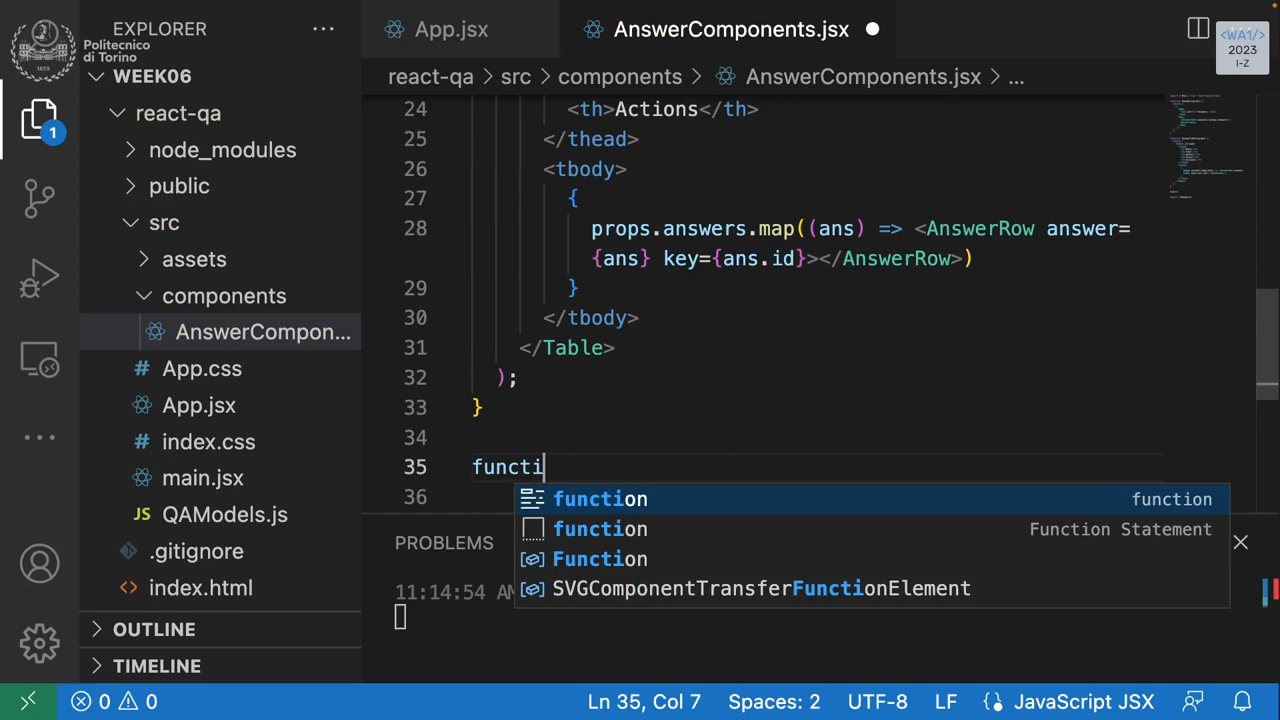 EXPLORER
Politecnico
di Torino
WEEK06
react-qa
node_modules
public
src
assets
components
AnswerCompon...
App.css
App.jsx
index.css
main.jsx
JS QAModels.js
.gitignore
index.html
OUTLINE
TIMELINE
1
App.jsx
AnswerComponents.jsx
<WA1/>
2023
I-Z
react-qa > src > components > AnswerComponents.jsx > ...
24 <th>Actions</th>
25 </thead>
26 <tbody>
27 {
28 props.answers.map((ans) => <AnswerRow answer=
{ans} key={ans.id}></AnswerRow>)
29 }
30 </tbody>
31 </Table>
32 );
33 }
34
35 functi
36
function function
function Function Statement
Function
SVGComponentTransferFunctionElement
PROBLEMS
11:14:54 AM
0 0
Ln 35, Col 7 Spaces: 2 UTF-8 LF JavaScript JSX